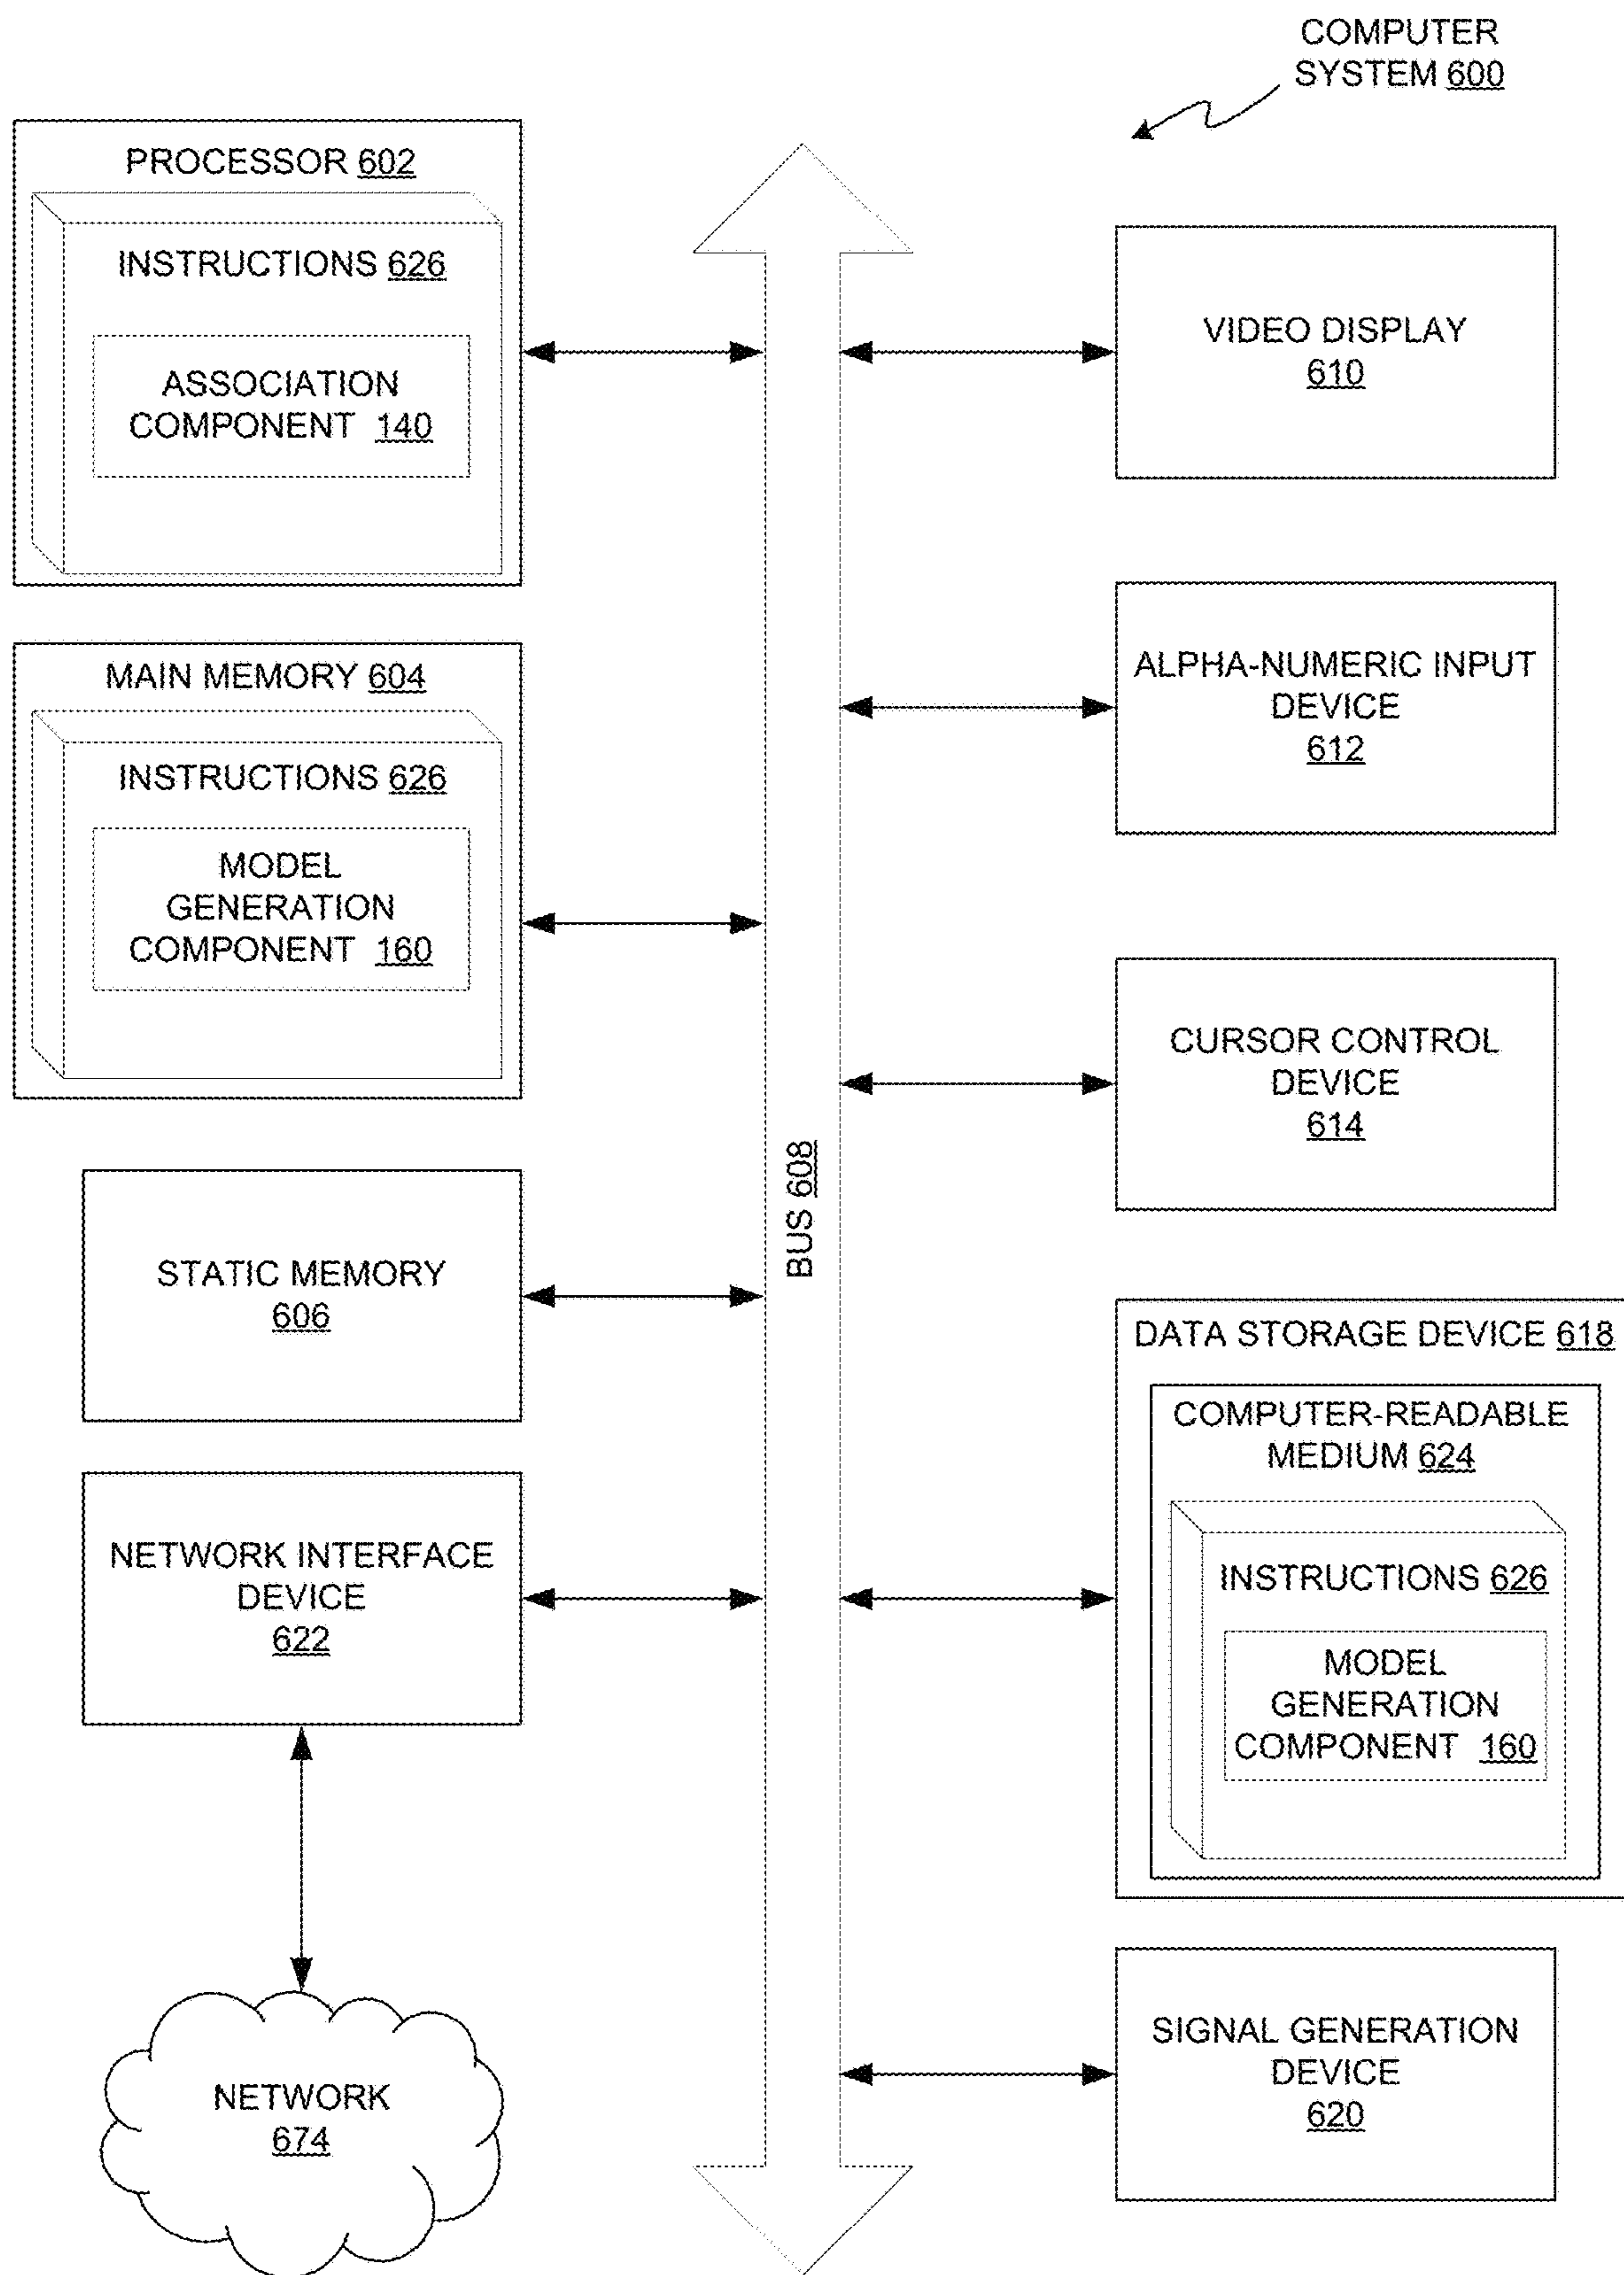 COMPUTER
SYSTEM 600
PROCESSOR 602
INSTRUCTIONS 626
ASSOCIATION
COMPONENT 140
MAIN MEMORY 604
INSTRUCTIONS 626
MODEL
GENERATION
COMPONENT 160
STATIC MEMORY
606
NETWORK INTERFACE
DEVICE
622
NETWORK
674
BUS 608
VIDEO DISPLAY
610
ALPHA-NUMERIC INPUT
DEVICE
612
CURSOR CONTROL
DEVICE
614
DATA STORAGE DEVICE 618
COMPUTER-READABLE
MEDIUM 624
INSTRUCTIONS 626
MODEL
GENERATION
COMPONENT 160
SIGNAL GENERATION
DEVICE
620